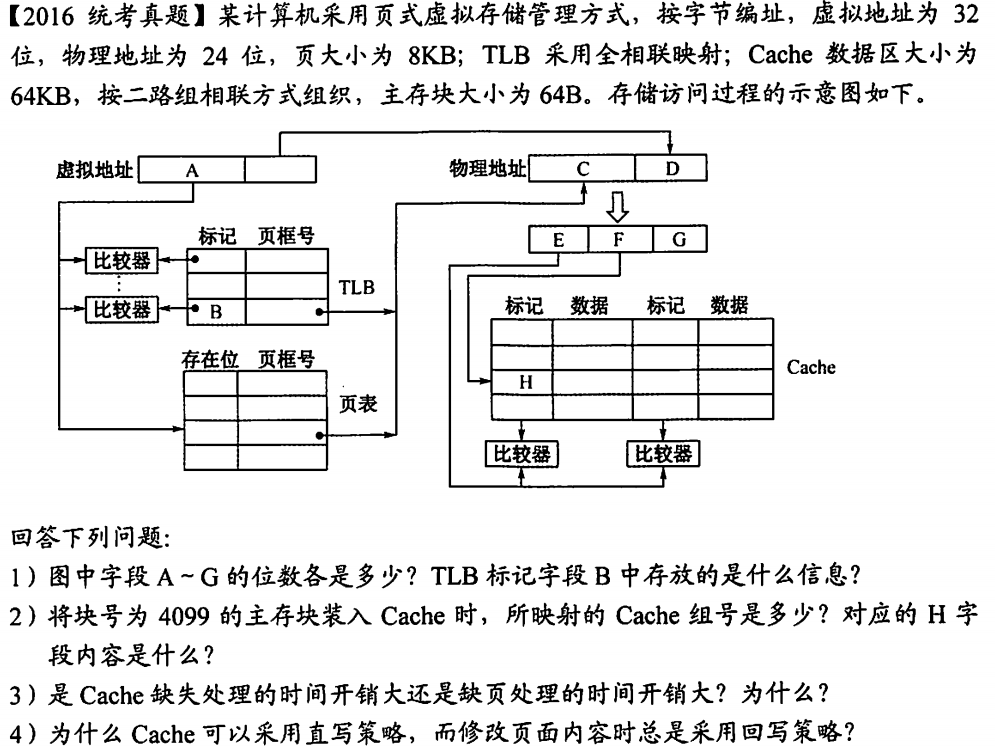 【2016 统考真题】某计算机采用页式虚拟存储管理方式，按字节编址，虚拟地址为 32
位，物理地址为 24 位，页大小为 8KB；TLB 采用全相联映射；Cache 数据区大小为
64KB，按二路组相联方式组织，主存块大小为 64B。存储访问过程的示意图如下。
虚拟地址 A 物理地址 C D
标记 页框号 E F G
比较器
⋮ TLB
比较器 B 标记 数据 标记 数据
存在位 页框号
页表 H Cache
比较器 比较器
回答下列问题：
1）图中字段 A ~ G 的位数各是多少？TLB 标记字段 B 中存放的是什么信息？
2）将块号为 4099 的主存块装入 Cache 时，所映射的 Cache 组号是多少？对应的 H 字
段内容是什么？
3）是 Cache 缺失处理的时间开销大还是缺页处理的时间开销大？为什么？
4）为什么 Cache 可以采用直写策略，而修改页面内容时总是采用回写策略？